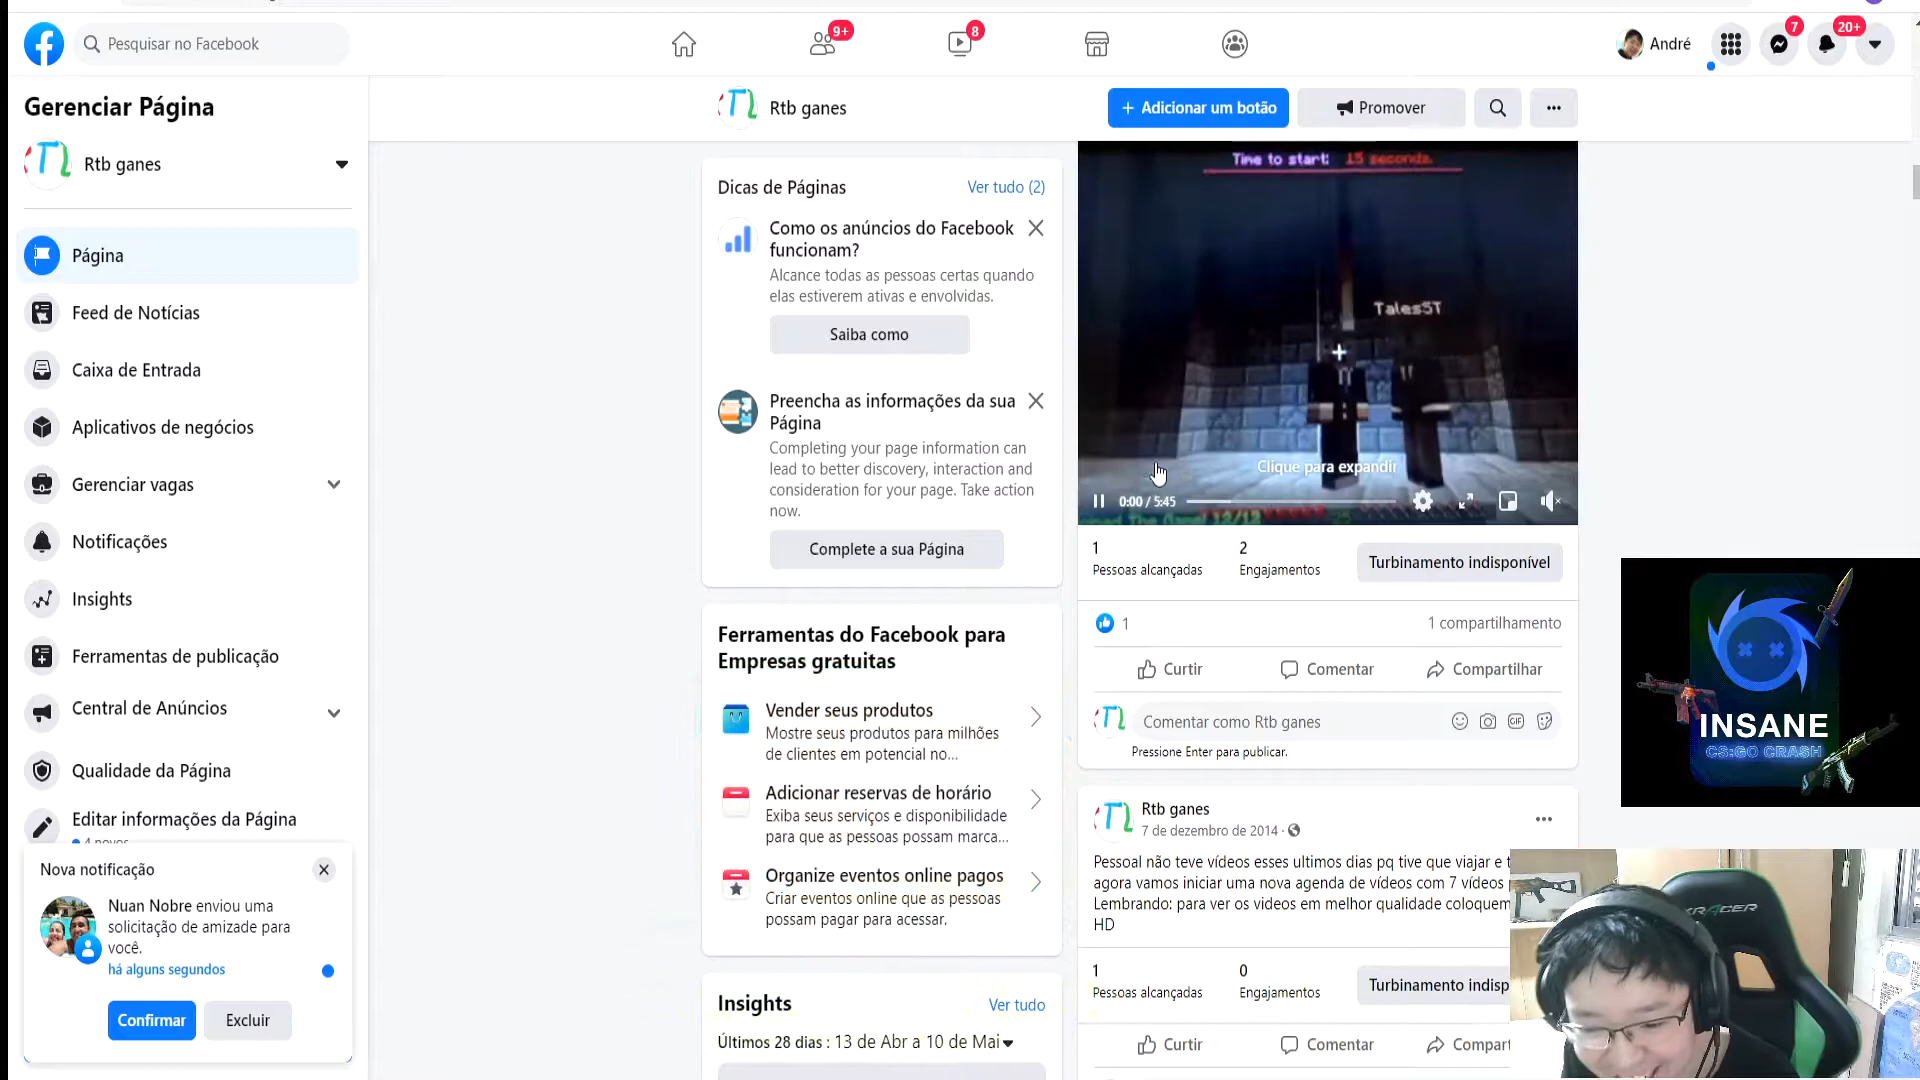 Pesquisar no Facebook
9+
8
André
7
20+
Gerenciar Página
Rtb ganes
Página
Feed de Notícias
Caixa de Entrada
Aplicativos de negócios
Gerenciar vagas
Notificações
Insights
Ferramentas de publicação
Central de Anúncios
Qualidade da Página
Editar informações da Página
4 novos
Nova notificação
Nuan Nobre enviou uma
solicitação de amizade para
você.
há alguns segundos
Confirmar
Excluir
Rtb ganes
+ Adicionar um botão
Promover
Dicas de Páginas
Ver tudo (2)
Como os anúncios do Facebook
funcionam?
Alcance todas as pessoas certas quando
elas estiverem ativas e envolvidas.
Saiba como
Preencha as informações da sua
Página
Completing your page information can
lead to better discovery, interaction and
consideration for your page. Take action
now.
Complete a sua Página
Ferramentas do Facebook para
Empresas gratuitas
Vender seus produtos
Mostre seus produtos para milhões
de clientes em potencial no...
Adicionar reservas de horário
Exiba seus serviços e disponibilidade
para que as pessoas possam marca...
Organize eventos online pagos
Criar eventos online que as pessoas
possam pagar para acessar.
Insights
Ver tudo
Últimos 28 dias : 13 de Abr a 10 de Mai
Time to start: 15 seconds.
TalesST
Clique para expandir
0:00 / 5:45
1
Pessoas alcançadas
2
Engajamentos
Turbinamento indisponível
1
1 compartilhamento
Curtir
Comentar
Compartilhar
Comentar como Rtb ganes
GIF
Pressione Enter para publicar.
Rtb ganes
7 de dezembro de 2014 ·
Pessoal não teve vídeos esses ultimos dias pq tive que viajar e t
agora vamos iniciar uma nova agenda de vídeos com 7 vídeos
Lembrando: para ver os videos em melhor qualidade coloquem
HD
1
Pessoas alcançadas
0
Engajamentos
Turbinamento indisp
Curtir
Comentar
Compart
INSANE
CS:GO CRASH